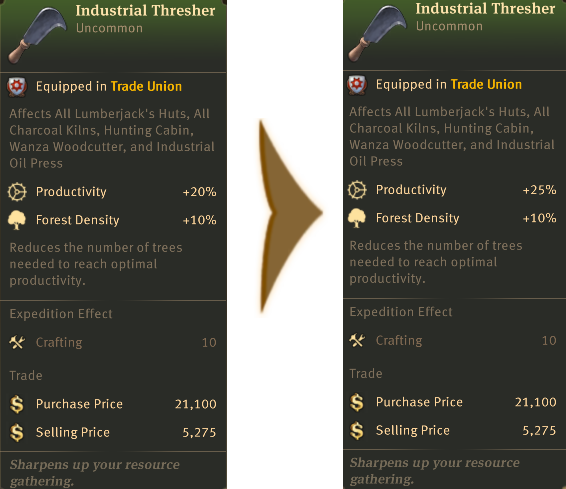 Industrial Thresher
Uncommon
Equipped in Trade Union
Affects All Lumberjack's Huts, All
Charcoal Kilns, Hunting Cabin,
Wanza Woodcutter, and Industrial
Oil Press
Productivity +20%
Forest Density +10%
Reduces the number of trees
needed to reach optimal
productivity.
Expedition Effect
Crafting 10
Trade
Purchase Price 21,100
Selling Price 5,275
Sharpens up your resource
gathering.
Industrial Thresher
Uncommon
Equipped in Trade Union
Affects All Lumberjack's Huts, All
Charcoal Kilns, Hunting Cabin,
Wanza Woodcutter, and Industrial
Oil Press
Productivity +25%
Forest Density +10%
Reduces the number of trees
needed to reach optimal
productivity.
Expedition Effect
Crafting 10
Trade
Purchase Price 21,100
Selling Price 5,275
Sharpens up your resource
gathering.